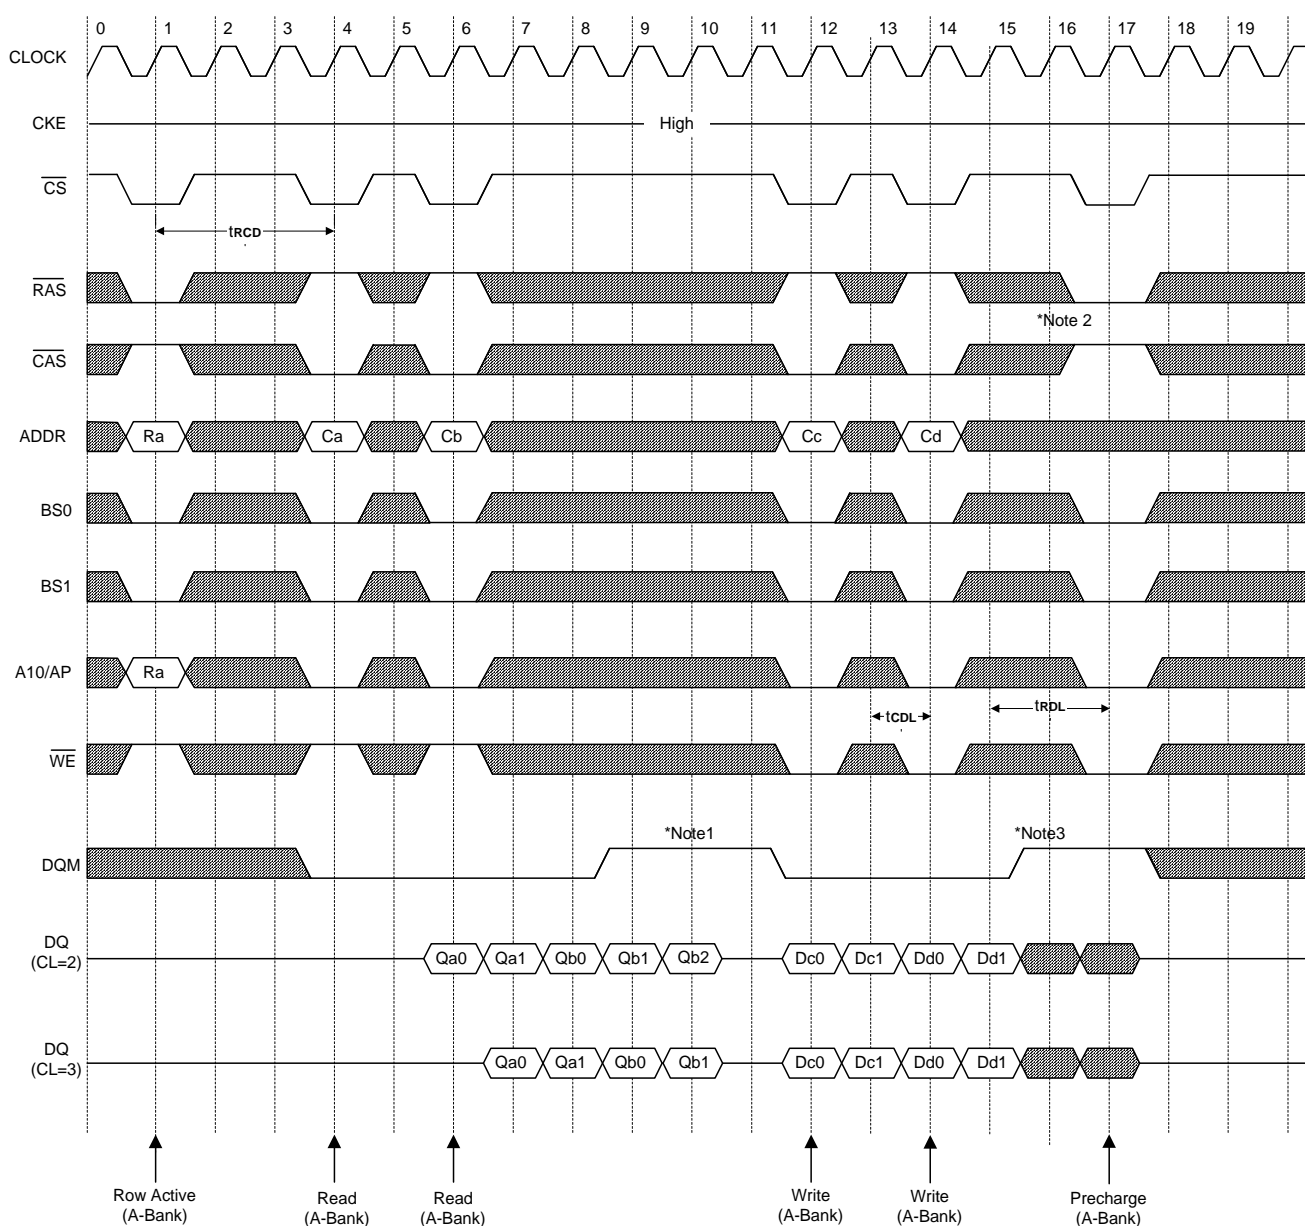 0 1 2 3 4 5 6 7 8 9 10 11 12 13 14 15 16 17 18 19
CLOCK
CKE High
CS
tRCD
RAS
*Note 2
CAS
ADDR Ra Ca Cb Cc Cd
BS0
BS1
A10/AP Ra
tCDL tRDL
WE
*Note1 *Note3
DQM
DQ
(CL=2)
Qa0 Qa1 Qb0 Qb1 Qb2 Dc0 Dc1 Dd0 Dd1
DQ
(CL=3)
Qa0 Qa1 Qb0 Qb1 Dc0 Dc1 Dd0 Dd1
Row Active
(A-Bank)
Read
(A-Bank)
Read
(A-Bank)
Write
(A-Bank)
Write
(A-Bank)
Precharge
(A-Bank)